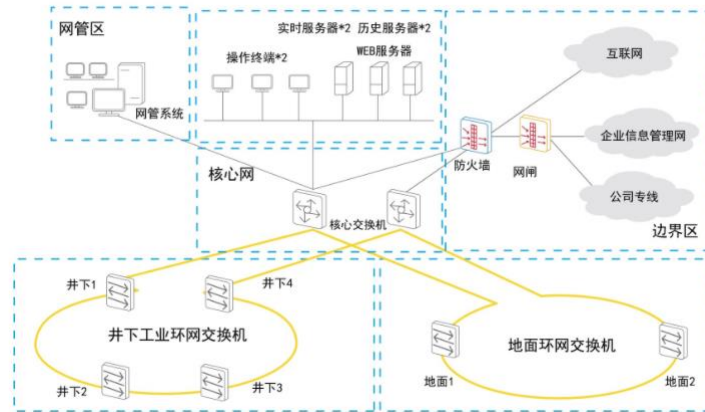 网管区
网管系统
实时服务器*2 历史服务器*2
操作终端*2
WEB服务器
互联网
企业信息管理网
公司专线
防火墙
网闸
边界区
核心网
核心交换机
井下1
井下4
井下工业环网交换机
井下2
井下3
地面环网交换机
地面1
地面2